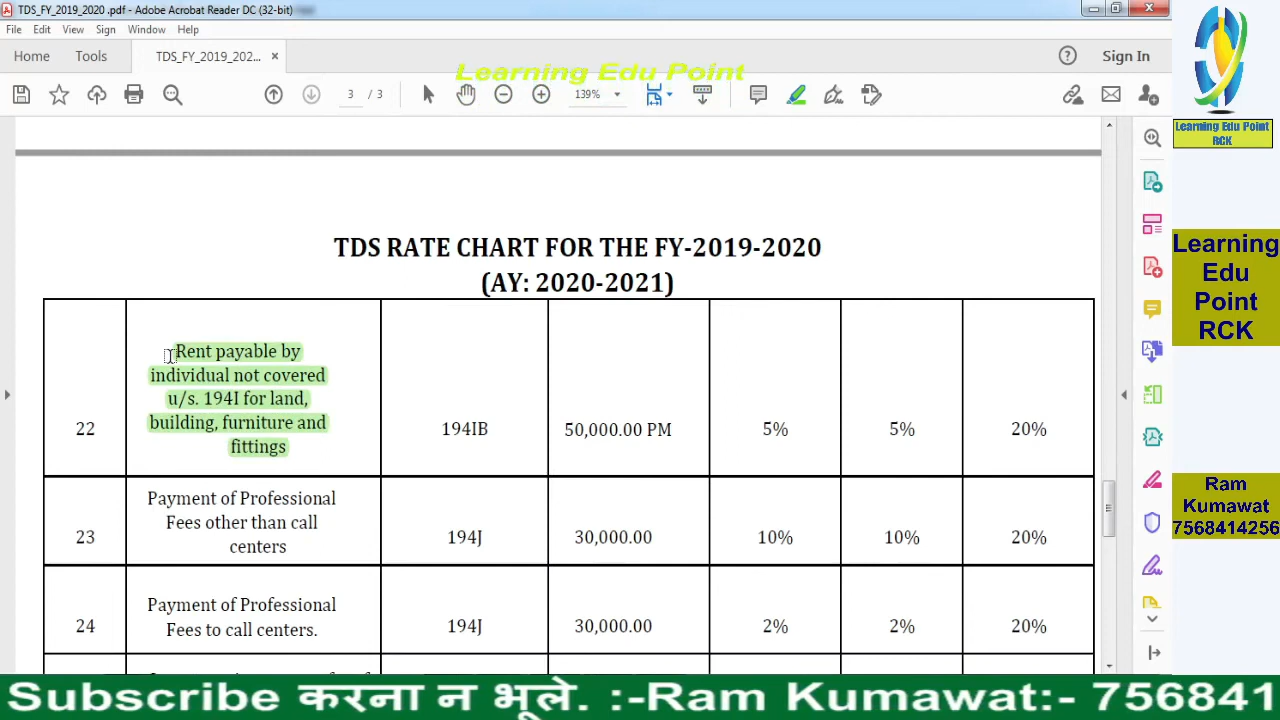 TDS_FY_2019_2020 .pdf - Adobe Acrobat Reader DC (32-bit)
File Edit View Sign Window Help
Home Tools TDS_FY_2019_202... × Sign In
Learning Edu Point
3 / 3 139%
Learning Edu Point
RCK
TDS RATE CHART FOR THE FY-2019-2020
(AY: 2020-2021)
22 Rent payable by individual not covered u/s. 194I for land, building, furniture and fittings 194IB 50,000.00 PM 5% 5% 20%
23 Payment of Professional Fees other than call centers 194J 30,000.00 10% 10% 20%
24 Payment of Professional Fees to call centers. 194J 30,000.00 2% 2% 20%
Learning
Edu
Point
RCK
Ram
Kumawat
7568414256
Subscribe करना न भूले. :-Ram Kumawat:- 756841